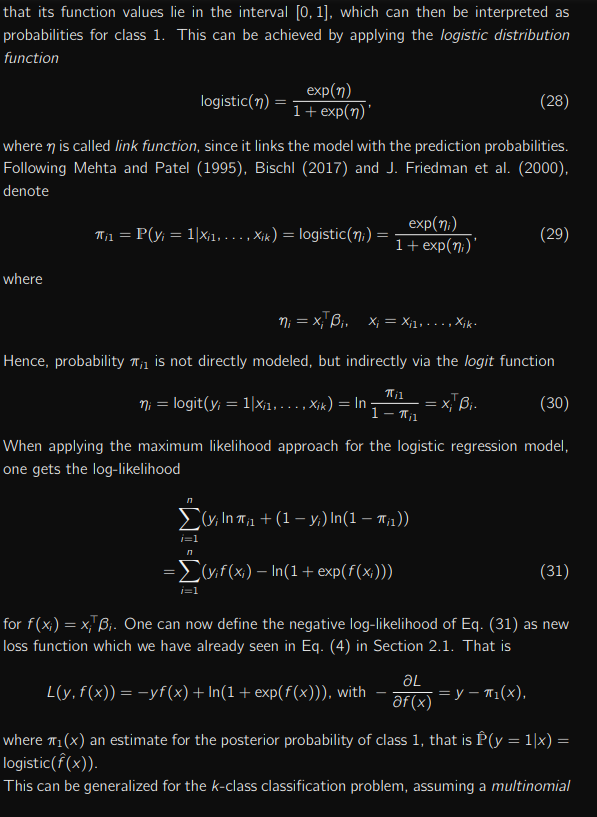 that its function values lie in the interval [0, 1], which can then be interpreted as
probabilities for class 1. This can be achieved by applying the logistic distribution
function
logistic(η) = exp(η) / 1 + exp(η), (28)
where η is called link function, since it links the model with the prediction probabilities.
Following Mehta and Patel (1995), Bischl (2017) and J. Friedman et al. (2000),
denote
π_{i1} = ℙ(y_i = 1|x_{i1}, . . . , x_{ik}) = logistic(η_i) = exp(η_i) / 1 + exp(η_i), (29)
where
η_i = x_i^⊤ β_i, x_i = x_{i1}, . . . , x_{ik}.
Hence, probability π_{i1} is not directly modeled, but indirectly via the logit function
η_i = logit(y_i = 1|x_{i1}, . . . , x_{ik}) = ln π_{i1} / 1 − π_{i1} = x_i^⊤ β_i. (30)
When applying the maximum likelihood approach for the logistic regression model,
one gets the log-likelihood
∑_{i=1}^{n} (y_i ln π_{i1} + (1 − y_i) ln(1 − π_{i1}))
= ∑_{i=1}^{n} (y_i f(x_i) − ln(1 + exp(f(x_i))) (31)
for f(x_i) = x_i^⊤ β_i. One can now define the negative log-likelihood of Eq. (31) as new
loss function which we have already seen in Eq. (4) in Section 2.1. That is
L(y, f(x)) = −yf(x) + ln(1 + exp(f(x))), with − ∂L / ∂f(x) = y − π_1(x),
where π_1(x) an estimate for the posterior probability of class 1, that is ℙ̂(y = 1|x) =
logistic(f̂(x)).
This can be generalized for the k-class classification problem, assuming a multinomial